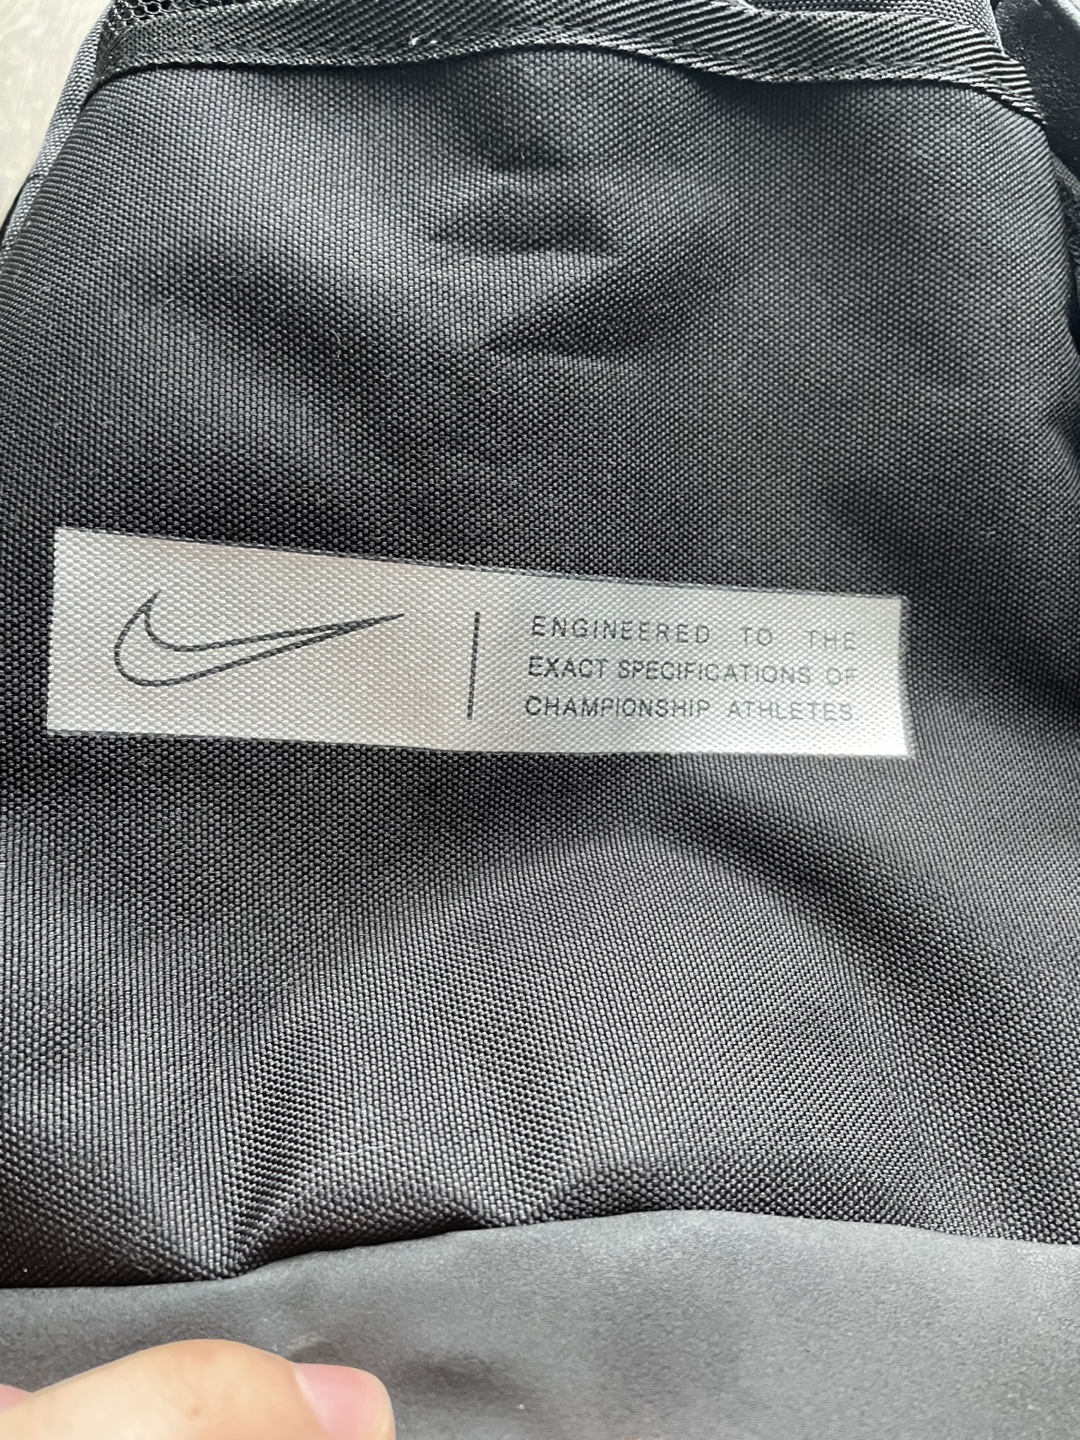 ENGINEERED TO THE
EXACT SPECIFICATIONS OF
CHAMPIONSHIP ATHLETES.